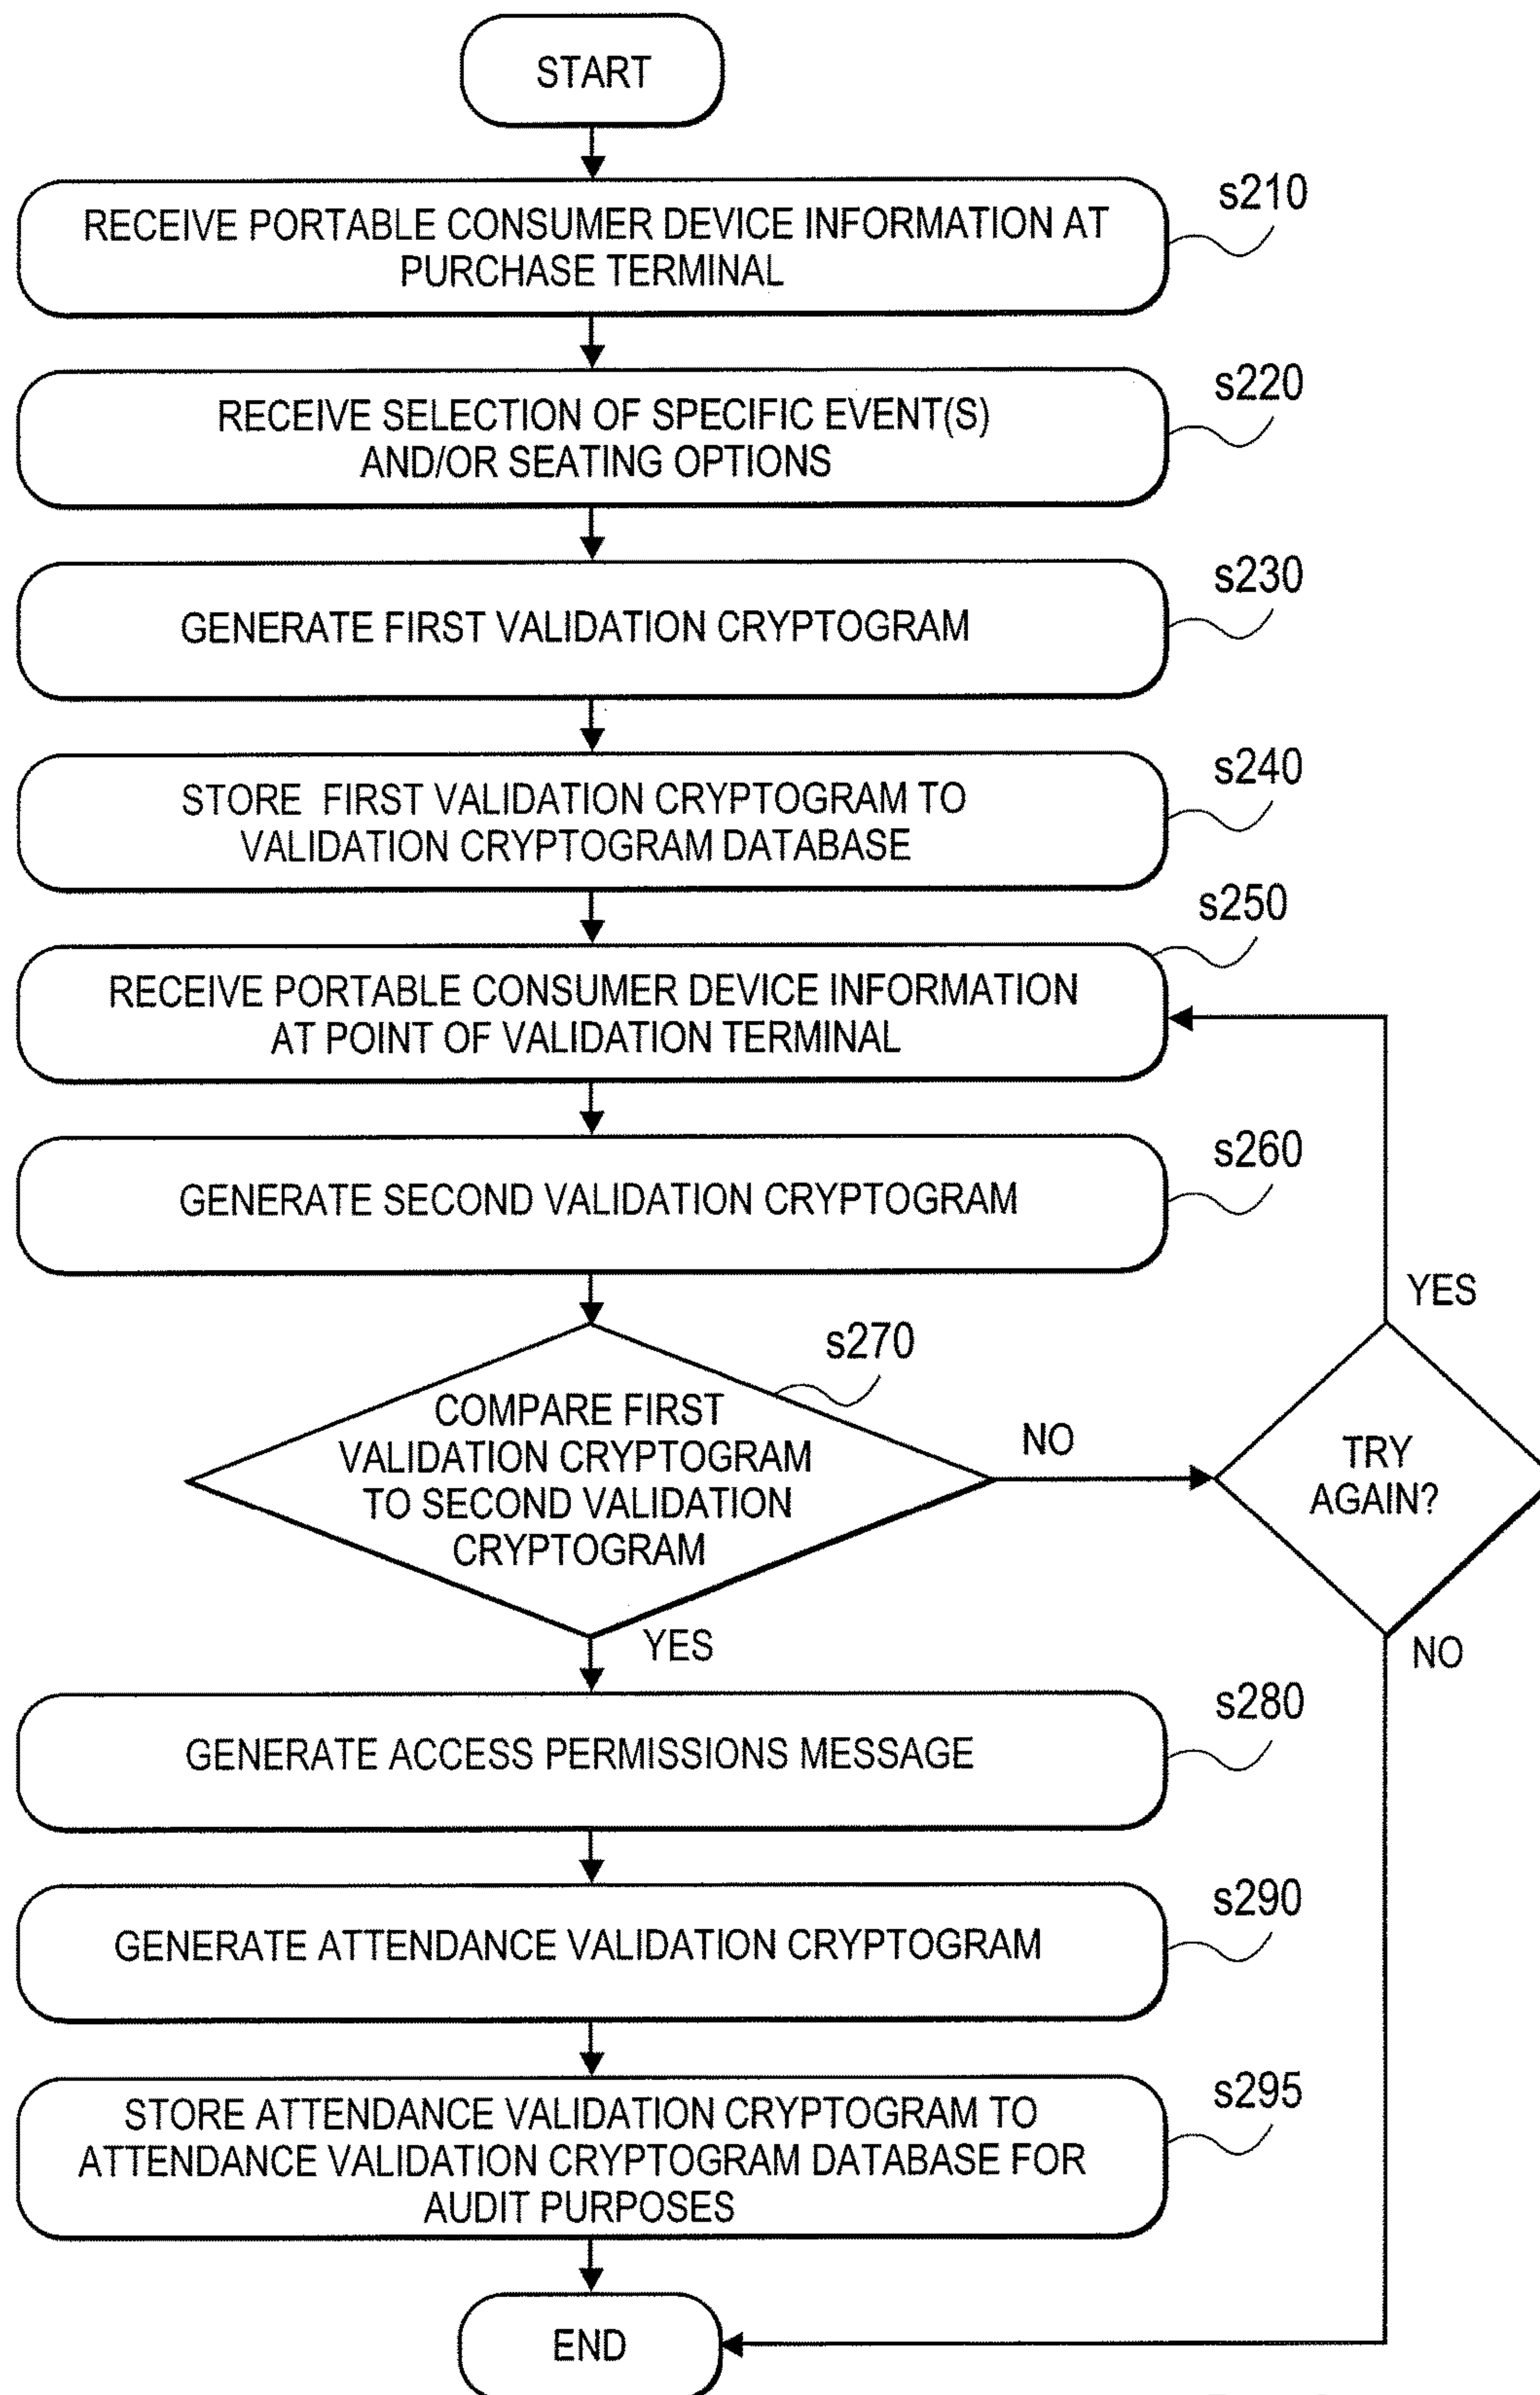 START
RECEIVE PORTABLE CONSUMER DEVICE INFORMATION AT
PURCHASE TERMINAL
s210
RECEIVE SELECTION OF SPECIFIC EVENT(S)
AND/OR SEATING OPTIONS
s220
GENERATE FIRST VALIDATION CRYPTOGRAM
s230
STORE FIRST VALIDATION CRYPTOGRAM TO
VALIDATION CRYPTOGRAM DATABASE
s240
RECEIVE PORTABLE CONSUMER DEVICE INFORMATION
AT POINT OF VALIDATION TERMINAL
s250
GENERATE SECOND VALIDATION CRYPTOGRAM
s260
COMPARE FIRST
VALIDATION CRYPTOGRAM
TO SECOND VALIDATION
CRYPTOGRAM
s270
NO
TRY
AGAIN?
YES
NO
YES
GENERATE ACCESS PERMISSIONS MESSAGE
s280
GENERATE ATTENDANCE VALIDATION CRYPTOGRAM
s290
STORE ATTENDANCE VALIDATION CRYPTOGRAM TO
ATTENDANCE VALIDATION CRYPTOGRAM DATABASE FOR
AUDIT PURPOSES
s295
END